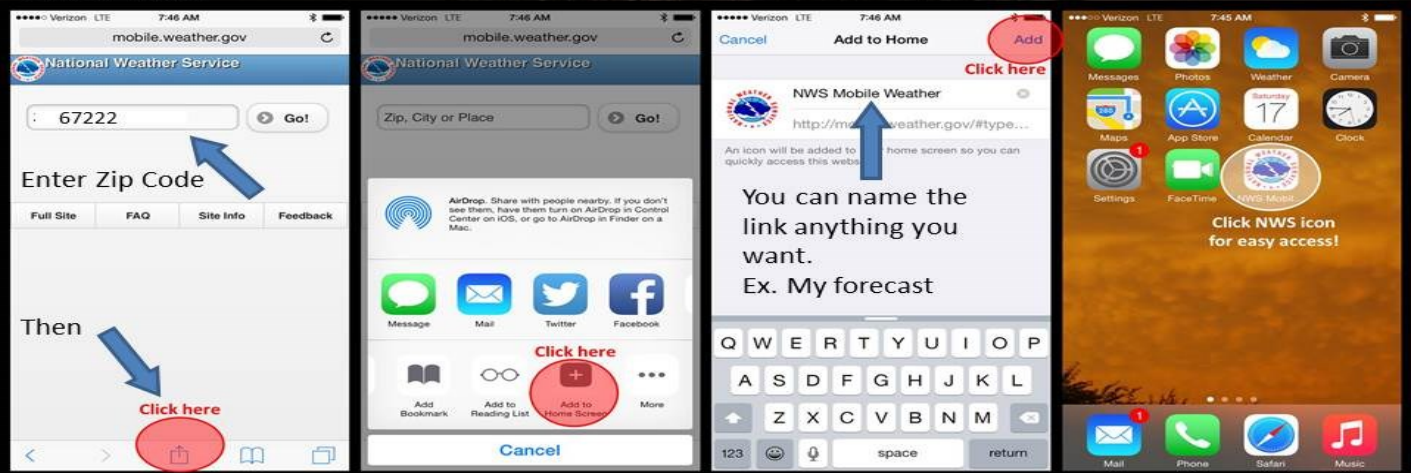 Verizon LTE 7:46 AM
mobile.weather.gov
National Weather Service
67222
Go!
Enter Zip Code
Full Site FAQ Site Info Feedback
Then
Click here
Verizon LTE 7:46 AM
mobile.weather.gov
National Weather Service
Zip, City or Place
Go!
AirDrop. Share with people nearby. If you don't
see them, have them turn on AirDrop in Control
Center on iOS, or go to AirDrop in Finder on a
Mac.
Message Mail Twitter Facebook
Click here
Add Bookmark
Add to Reading List
Add to Home Screen
More
Cancel
Verizon LTE 7:46 AM
Cancel Add to Home Add
Click here
NWS Mobile Weather
weather.gov/#type...
An icon will be added to home screen so you can
quickly access this
You can name the
link anything you
want.
Ex. My forecast
Q W E R T Y U I O P
A S D F G H J K L
Z X C V B N M
123 space return
Verizon LTE 7:45 AM
Messages Photos Weather Camera
280
Saturday
17
Maps App Store Calendar Clock
1
Settings FaceTime NWS Mobil...
Click NWS icon
for easy access!
1
Mail Phone Safari Music